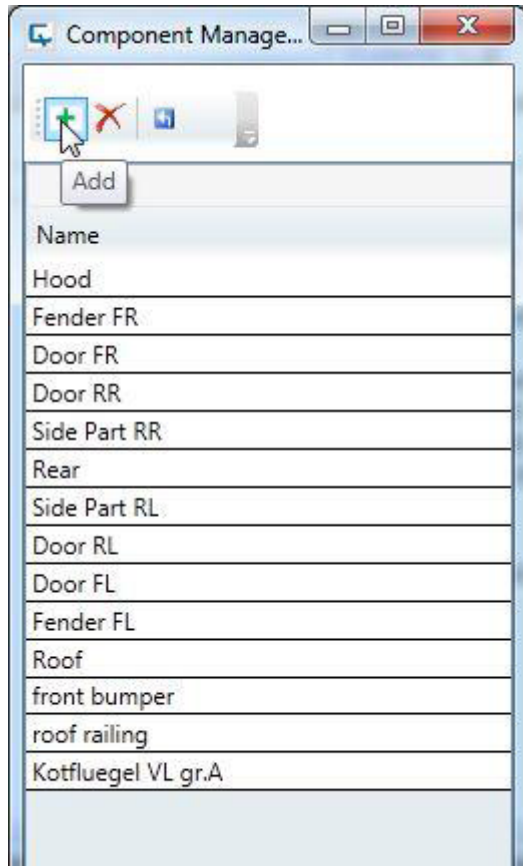 Component Manage...
Add
Name
Hood
Fender FR
Door FR
Door RR
Side Part RR
Rear
Side Part RL
Door RL
Door FL
Fender FL
Roof
front bumper
roof railing
Kotfluegel VL gr.A